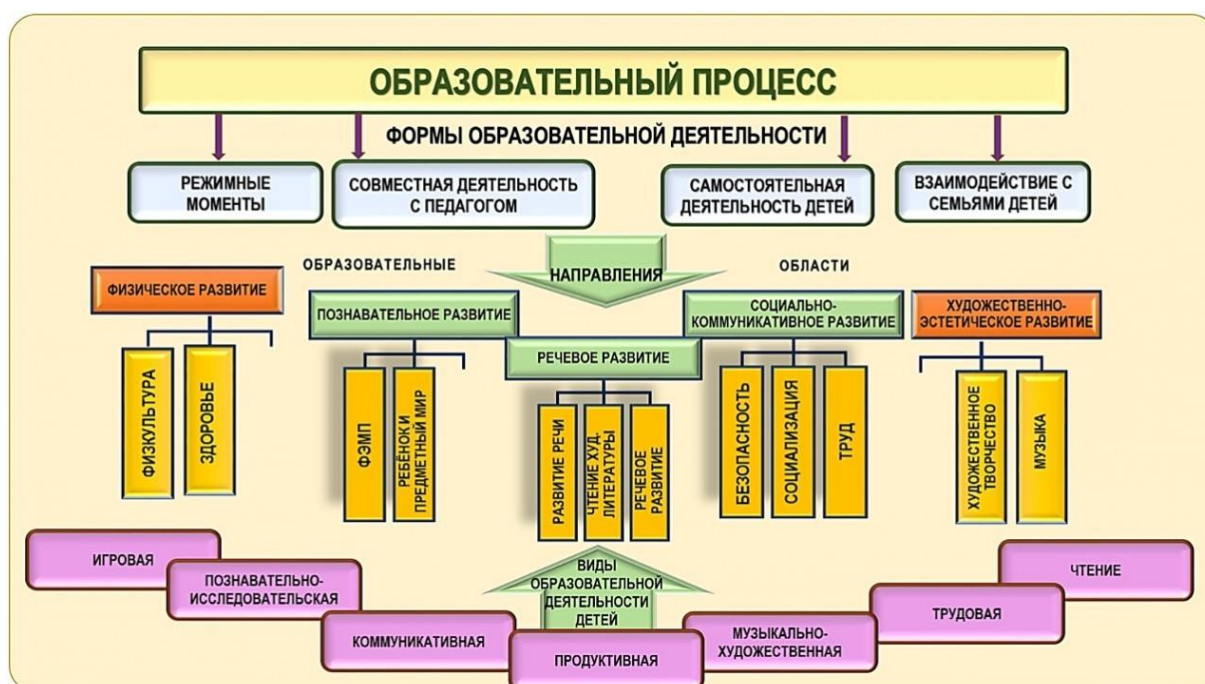 ОБРАЗОВАТЕЛЬНЫЙ ПРОЦЕСС
ФОРМЫ ОБРАЗОВАТЕЛЬНОЙ ДЕЯТЕЛЬНОСТИ
РЕЖИМНЫЕ
МОМЕНТЫ
СОВМЕСТНАЯ ДЕЯТЕЛЬНОСТЬ
С ПЕДАГОГОМ
САМОСТОЯТЕЛЬНАЯ
ДЕЯТЕЛЬНОСТЬ ДЕТЕЙ
ВЗАИМОДЕЙСТВИЕ С
СЕМЬЯМИ ДЕТЕЙ
ОБРАЗОВАТЕЛЬНЫЕ
НАПРАВЛЕНИЯ
ОБЛАСТИ
ФИЗИЧЕСКОЕ РАЗВИТИЕ
ПОЗНАВАТЕЛЬНОЕ РАЗВИТИЕ
РЕЧЕВОЕ РАЗВИТИЕ
СОЦИАЛЬНО-
КОММУНИКАТИВНОЕ РАЗВИТИЕ
ХУДОЖЕСТВЕННО-
ЭСТЕТИЧЕСКОЕ РАЗВИТИЕ
ФИЗКУЛЬТУРА
ЗДОРОВЬЕ
ФЭМП
РЕБЁНОК И
ПРЕДМЕТНЫЙ МИР
РАЗВИТИЕ РЕЧИ
ЧТЕНИЕ ХУД.
ЛИТЕРАТУРЫ
РЕЧЕВОЕ
РАЗВИТИЕ
БЕЗОПАСНОСТЬ
СОЦИАЛИЗАЦИЯ
ТРУД
ХУДОЖЕСТВЕННОЕ
ТВОРЧЕСТВО
МУЗЫКА
ВИДЫ
ОБРАЗОВАТЕЛЬНОЙ
ДЕЯТЕЛЬНОСТИ
ДЕТЕЙ
ИГРОВАЯ
ПОЗНАВАТЕЛЬНО-
ИССЛЕДОВАТЕЛЬСКАЯ
КОММУНИКАТИВНАЯ
ПРОДУКТИВНАЯ
МУЗЫКАЛЬНО-
ХУДОЖЕСТВЕННАЯ
ТРУДОВАЯ
ЧТЕНИЕ